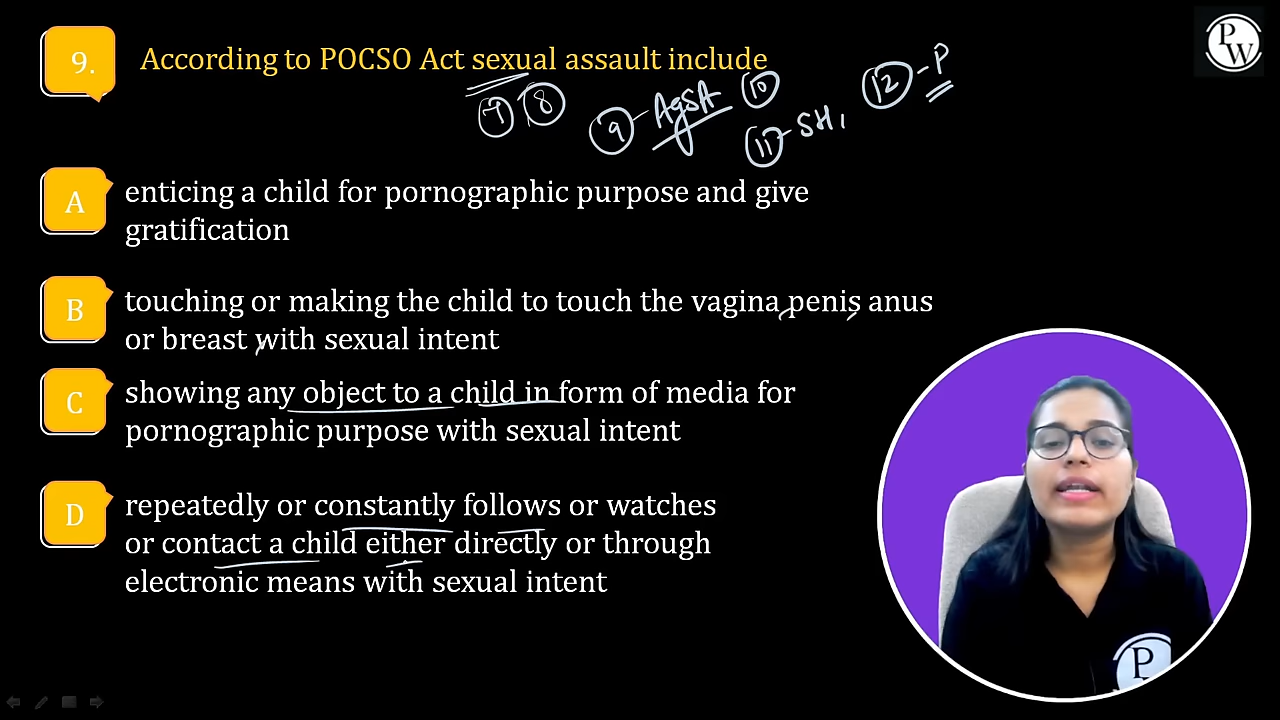 9. According to POCSO Act sexual assault include
7, 8 9 - AgSA 10
11 - SH, 12 - P
A enticing a child for pornographic purpose and give
gratification
B touching or making the child to touch the vagina, penis, anus
or breast, with sexual intent
C showing any object to a child in form of media for
pornographic purpose with sexual intent
D repeatedly or constantly follows or watches
or contact a child either directly or through
electronic means with sexual intent
PW
P